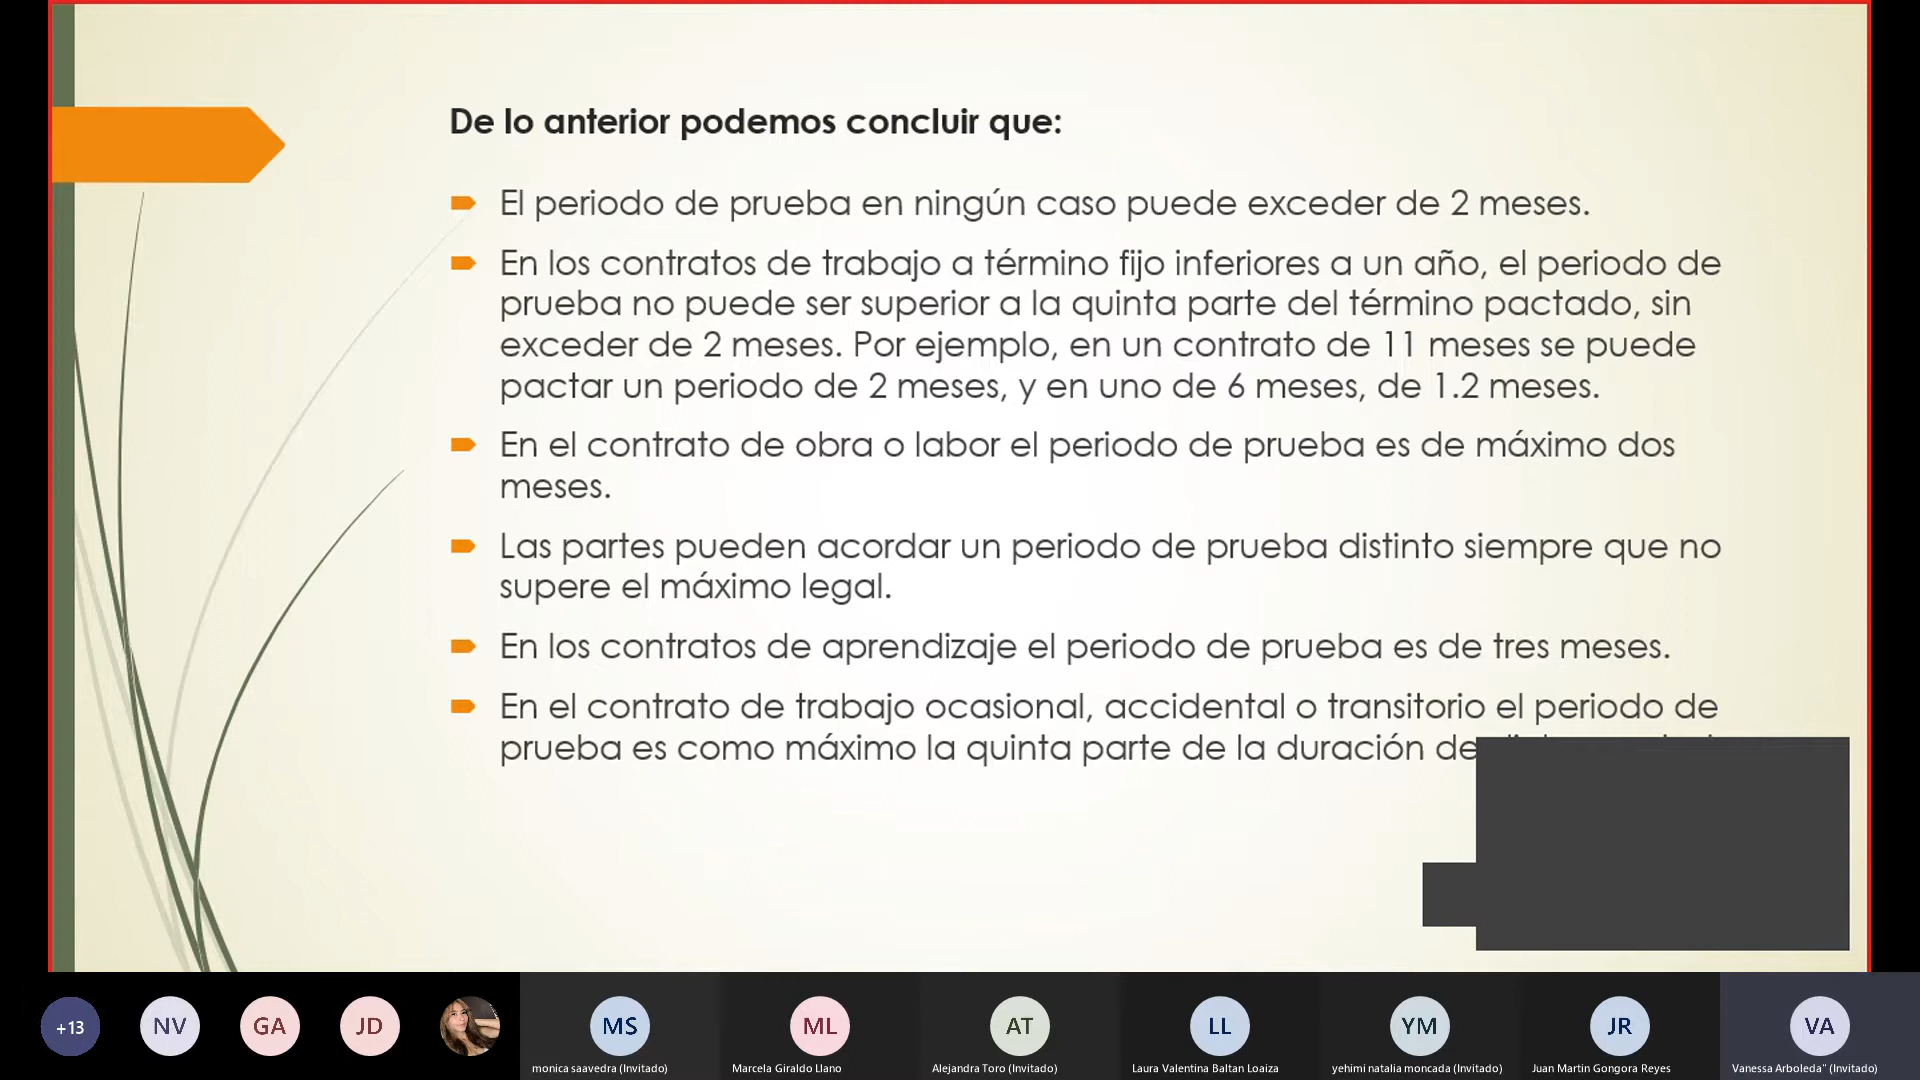 De lo anterior podemos concluir que:
El periodo de prueba en ningún caso puede exceder de 2 meses.
En los contratos de trabajo a término fijo inferiores a un año, el periodo de
prueba no puede ser superior a la quinta parte del término pactado, sin
exceder de 2 meses. Por ejemplo, en un contrato de 11 meses se puede
pactar un periodo de 2 meses, y en uno de 6 meses, de 1.2 meses.
En el contrato de obra o labor el periodo de prueba es de máximo dos
meses.
Las partes pueden acordar un periodo de prueba distinto siempre que no
supere el máximo legal.
En los contratos de aprendizaje el periodo de prueba es de tres meses.
En el contrato de trabajo ocasional, accidental o transitorio el periodo de
prueba es como máximo la quinta parte de la duración
+13 NV GA JD MS ML AT LL YM JR VA
monica saavedra (Invitado) Marcela Giraldo Llano Alejandra Toro (Invitado) Laura Valentina Baltan Loaiza yehimi natalia moncada (Invitado) Juan Martin Gongora Reyes Vanessa Arboleda" (Invitado)